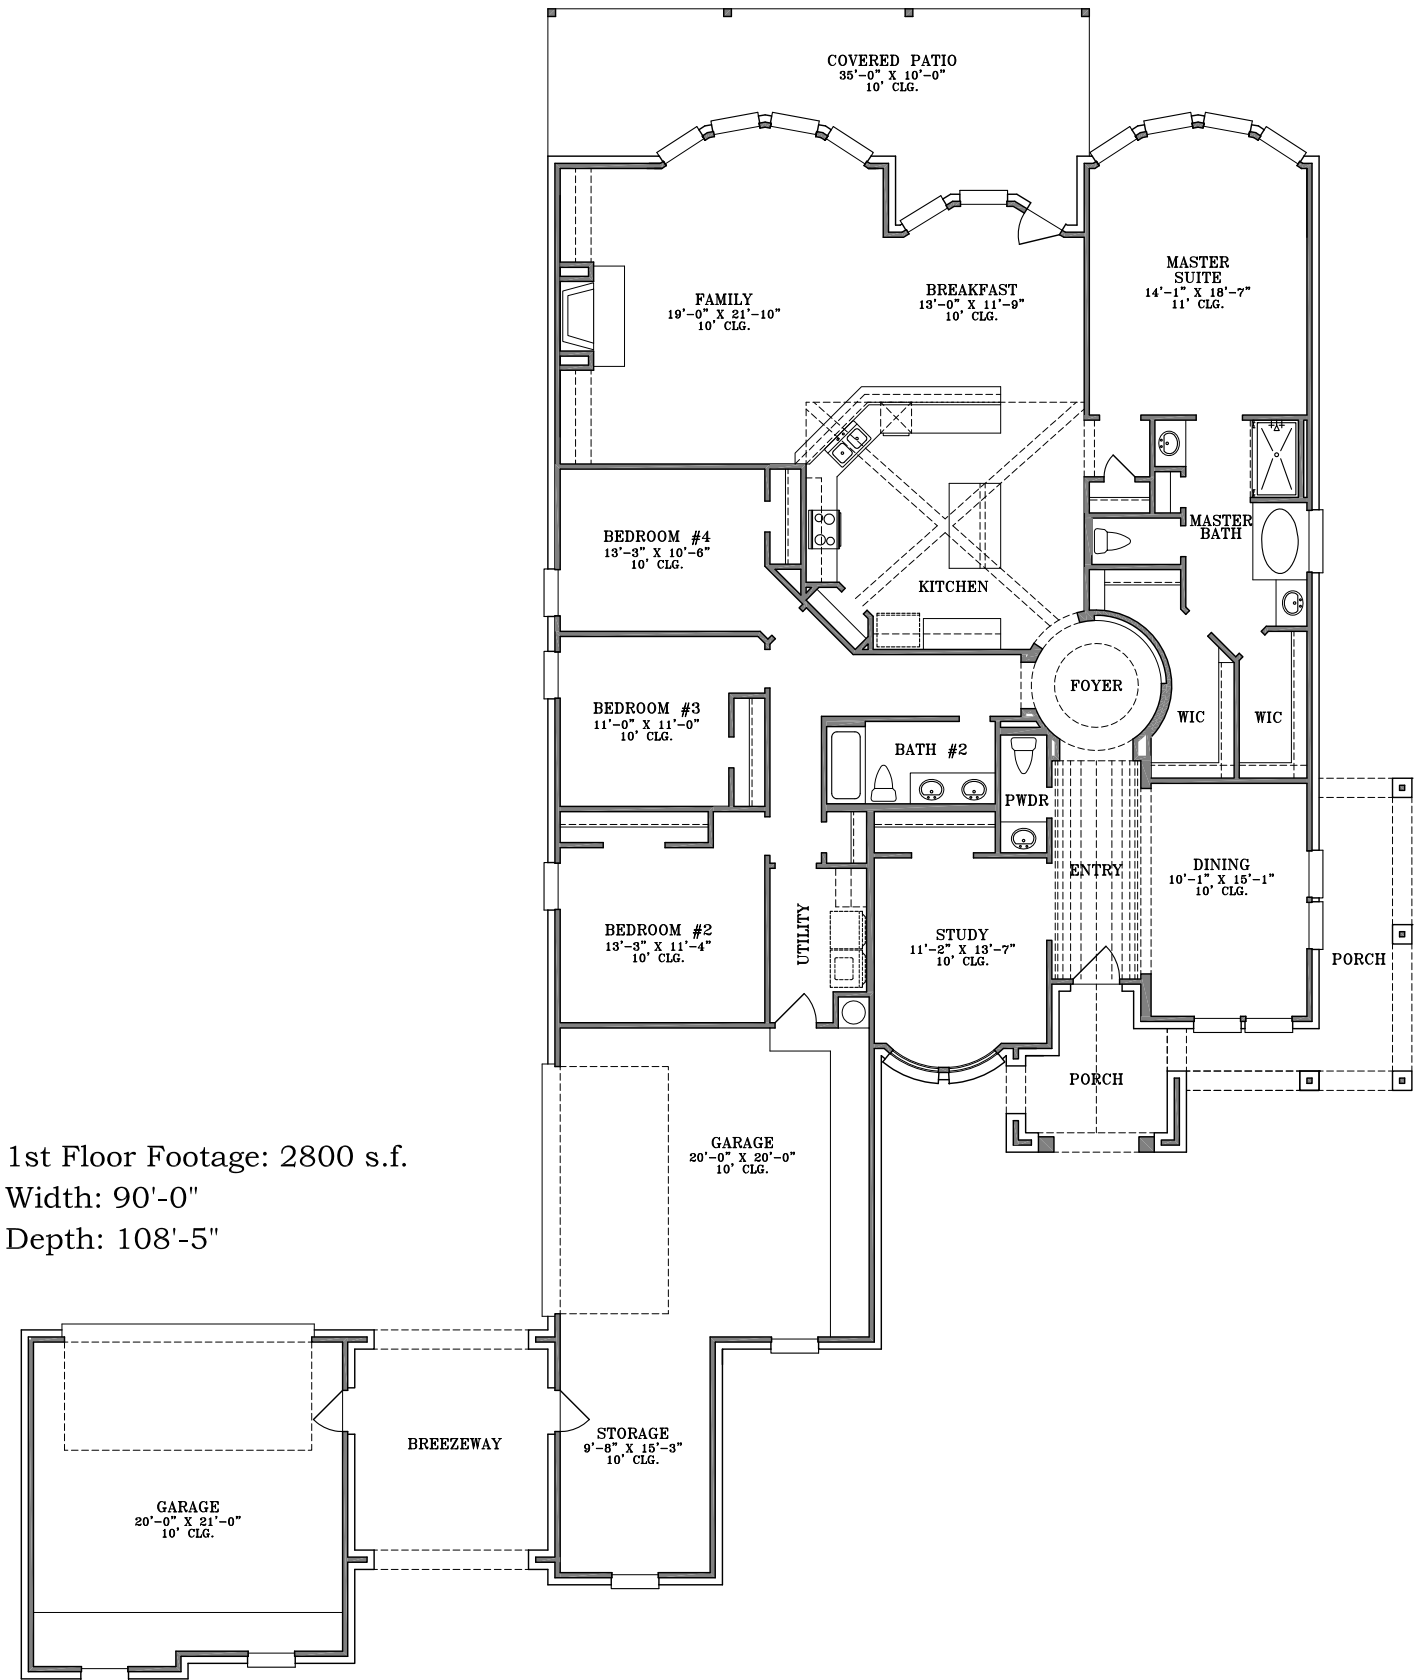 COVERED PATIO
35'-0" X 10'-0"
10' CLG.
MASTER
SUITE
14'-1" X 18'-7"
11' CLG.
FAMILY
19'-0" X 21'-10"
10' CLG.
BREAKFAST
13'-0" X 11'-9"
10' CLG.
BEDROOM #4
13'-3" X 10'-6"
10' CLG.
KITCHEN
MASTER
BATH
BEDROOM #3
11'-0" X 11'-0"
10' CLG.
FOYER
WIC
WIC
BATH #2
PWDR
ENTRY
DINING
10'-1" X 15'-1"
10' CLG.
BEDROOM #2
13'-3" X 11'-4"
10' CLG.
UTILITY
STUDY
11'-2" X 13'-7"
10' CLG.
PORCH
PORCH
GARAGE
20'-0" X 20'-0"
10' CLG.
1st Floor Footage: 2800 s.f.
Width: 90'-0"
Depth: 108'-5"
STORAGE
9'-8" X 15'-3"
10' CLG.
BREEZEWAY
GARAGE
20'-0" X 21'-0"
10' CLG.